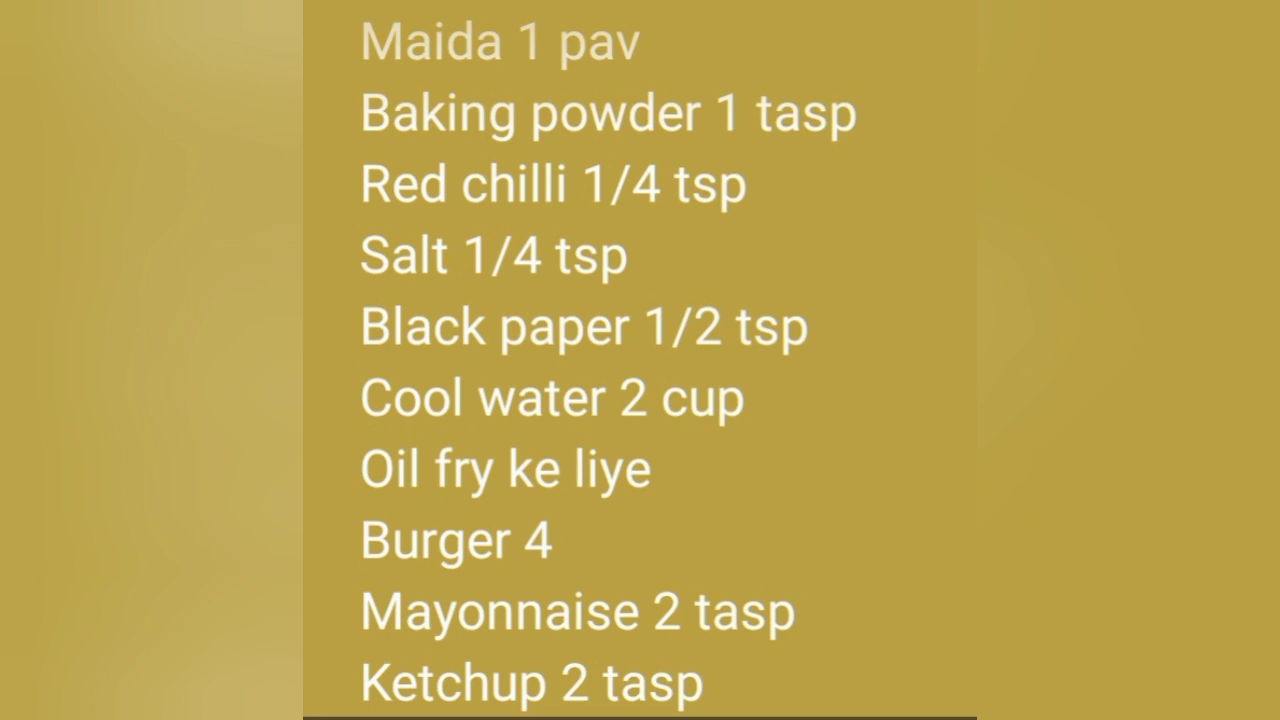 Maida 1 pav
Baking powder 1 tasp
Red chilli 1/4 tsp
Salt 1/4 tsp
Black paper 1/2 tsp
Cool water 2 cup
Oil fry ke liye
Burger 4
Mayonnaise 2 tasp
Ketchup 2 tasp